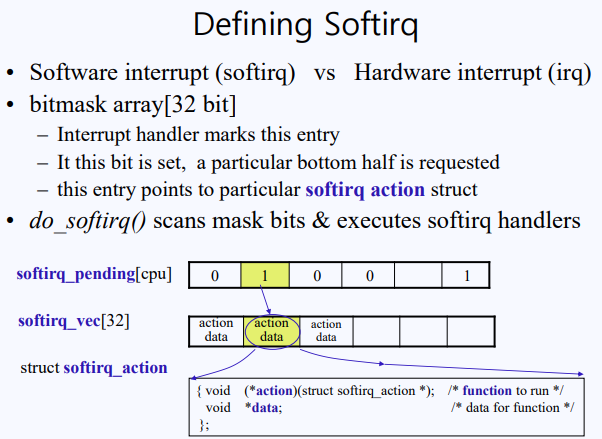 Defining Softirq
• Software interrupt (softirq) vs Hardware interrupt (irq)
• bitmask array[32 bit]
– Interrupt handler marks this entry
– It this bit is set, a particular bottom half is requested
– this entry points to particular softirq action struct
• do_softirq() scans mask bits & executes softirq handlers
softirq_pending[cpu] 0 1 0 0 1
softirq_vec[32] action action action
data data data
struct softirq_action
{ void (*action)(struct softirq_action *); /* function to run */
void *data; /* data for function */
};